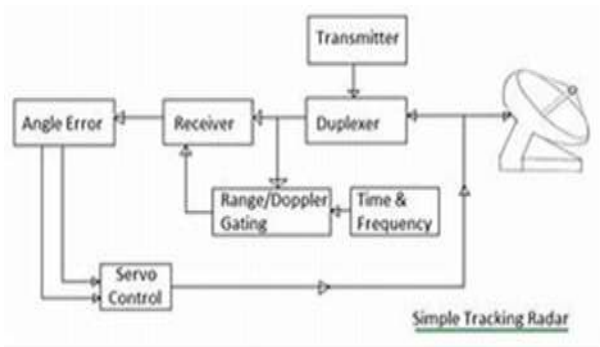 Transmitter
Angle Error
Receiver
Duplexer
Range/Doppler
Gating
Time &
Frequency
Servo
Control
Simple Tracking Radar